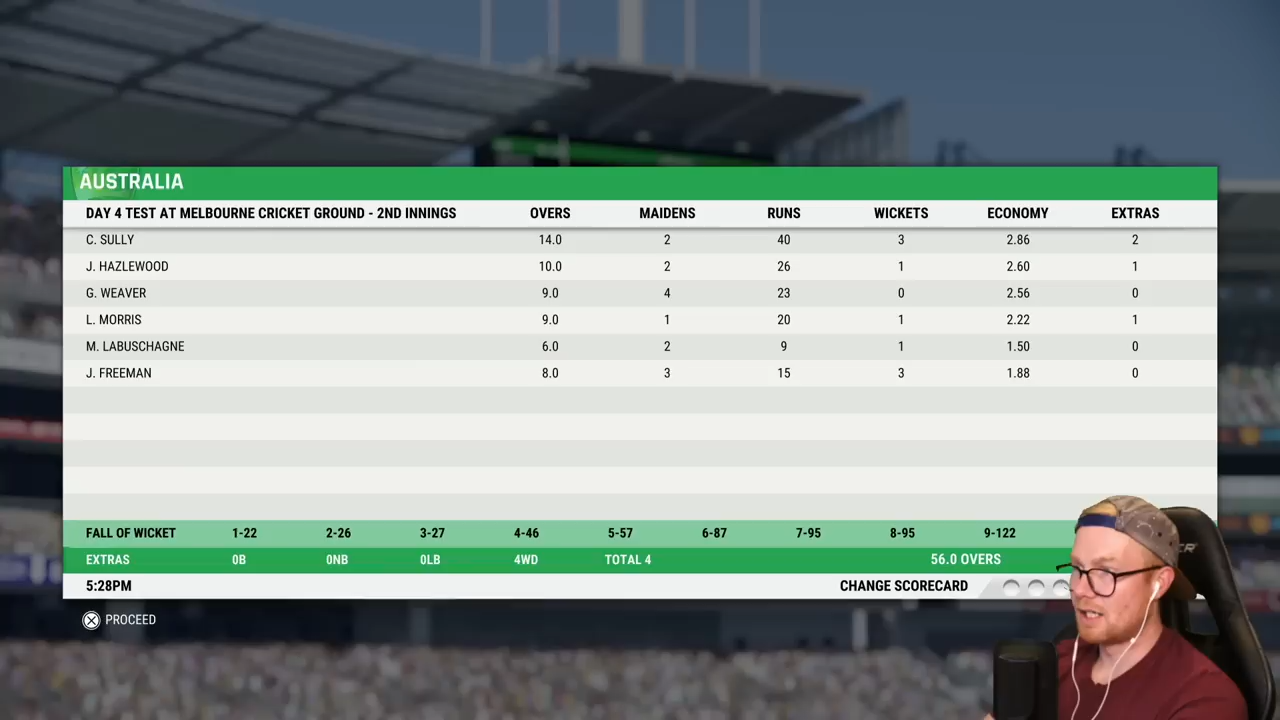 AUSTRALIA
DAY 4 TEST AT MELBOURNE CRICKET GROUND - 2ND INNINGS OVERS MAIDENS RUNS WICKETS ECONOMY EXTRAS
C. SULLY 14.0 2 40 3 2.86 2
J. HAZLEWOOD 10.0 2 26 1 2.60 1
G. WEAVER 9.0 4 23 0 2.56 0
L. MORRIS 9.0 1 20 1 2.22 1
M. LABUSCHAGNE 6.0 2 9 1 1.50 0
J. FREEMAN 8.0 3 15 3 1.88 0
FALL OF WICKET 1-22 2-26 3-27 4-46 5-57 6-87 7-95 8-95 9-122
EXTRAS 0B 0NB 0LB 4WD TOTAL 4 56.0 OVERS
5:28PM CHANGE SCORECARD
PROCEED